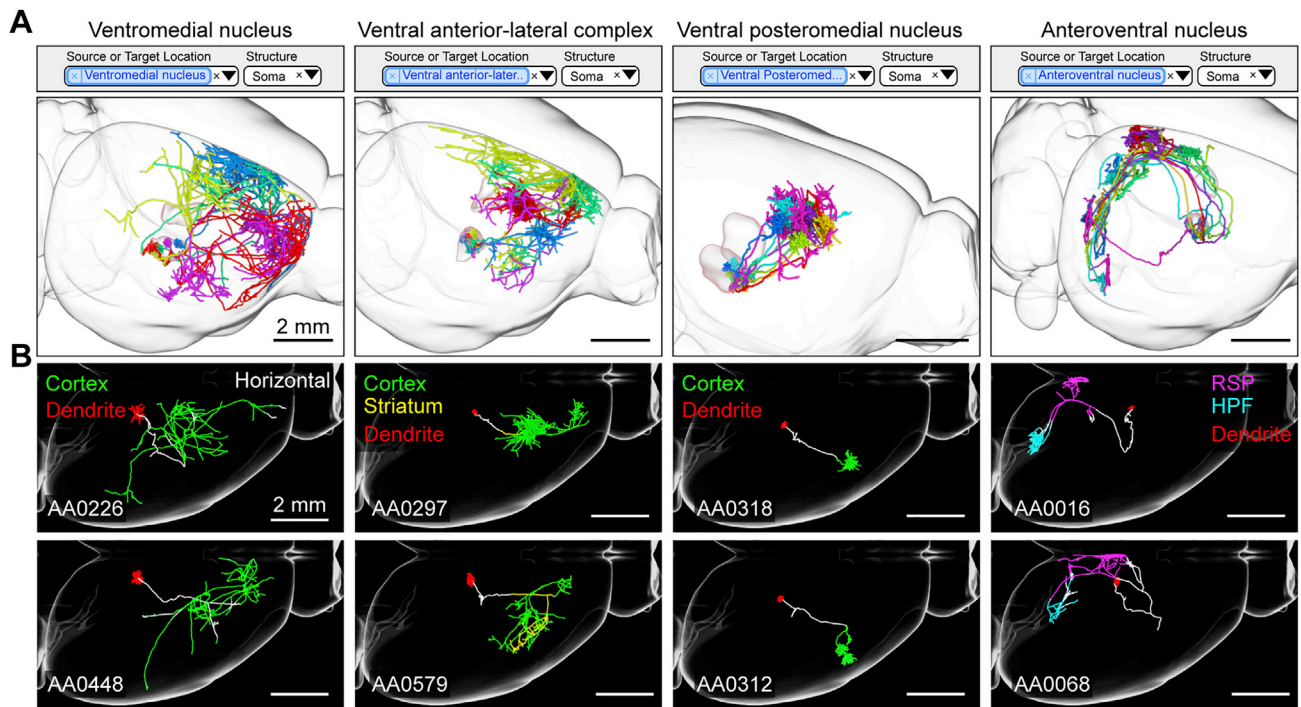 A
Ventromedial nucleus
Source or Target Location Structure
× Ventromedial nucleus × Soma ×
Ventral anterior-lateral complex
Source or Target Location Structure
× Ventral anterior-later.. × Soma ×
Ventral posteromedial nucleus
Source or Target Location Structure
× Ventral Posteromed... × Soma ×
Anteroventral nucleus
Source or Target Location Structure
× Anteroventral nucleus × Soma ×
2 mm
B
Cortex Horizontal
Dendrite
AA0226 2 mm
Cortex
Striatum
Dendrite
AA0297
Cortex
Dendrite
AA0318
RSP
HPF
Dendrite
AA0016
AA0448
AA0579
AA0312
AA0068